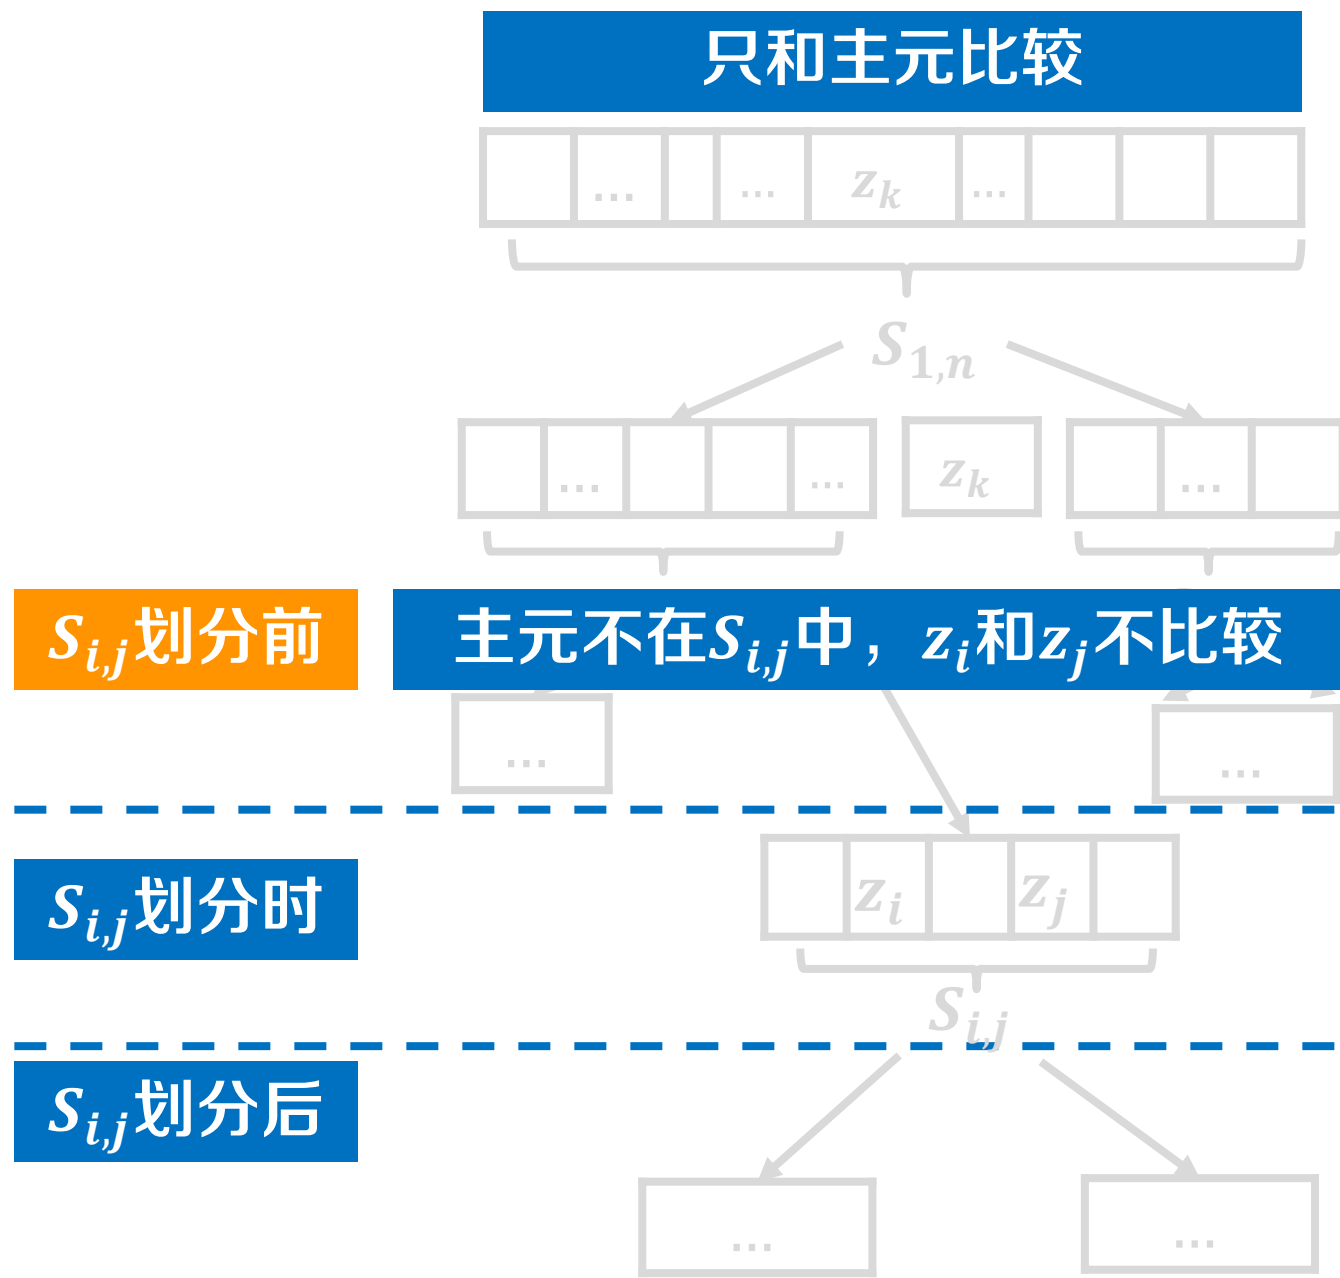 只和主元比较
... ... z_k ...
S_{1,n}
... ... z_k ...
S_{i,j}划分前 主元不在S_{i,j}中，z_i和z_j不比较
... ...
S_{i,j}划分时 z_i z_j
S_{i,j}
S_{i,j}划分后
... ...